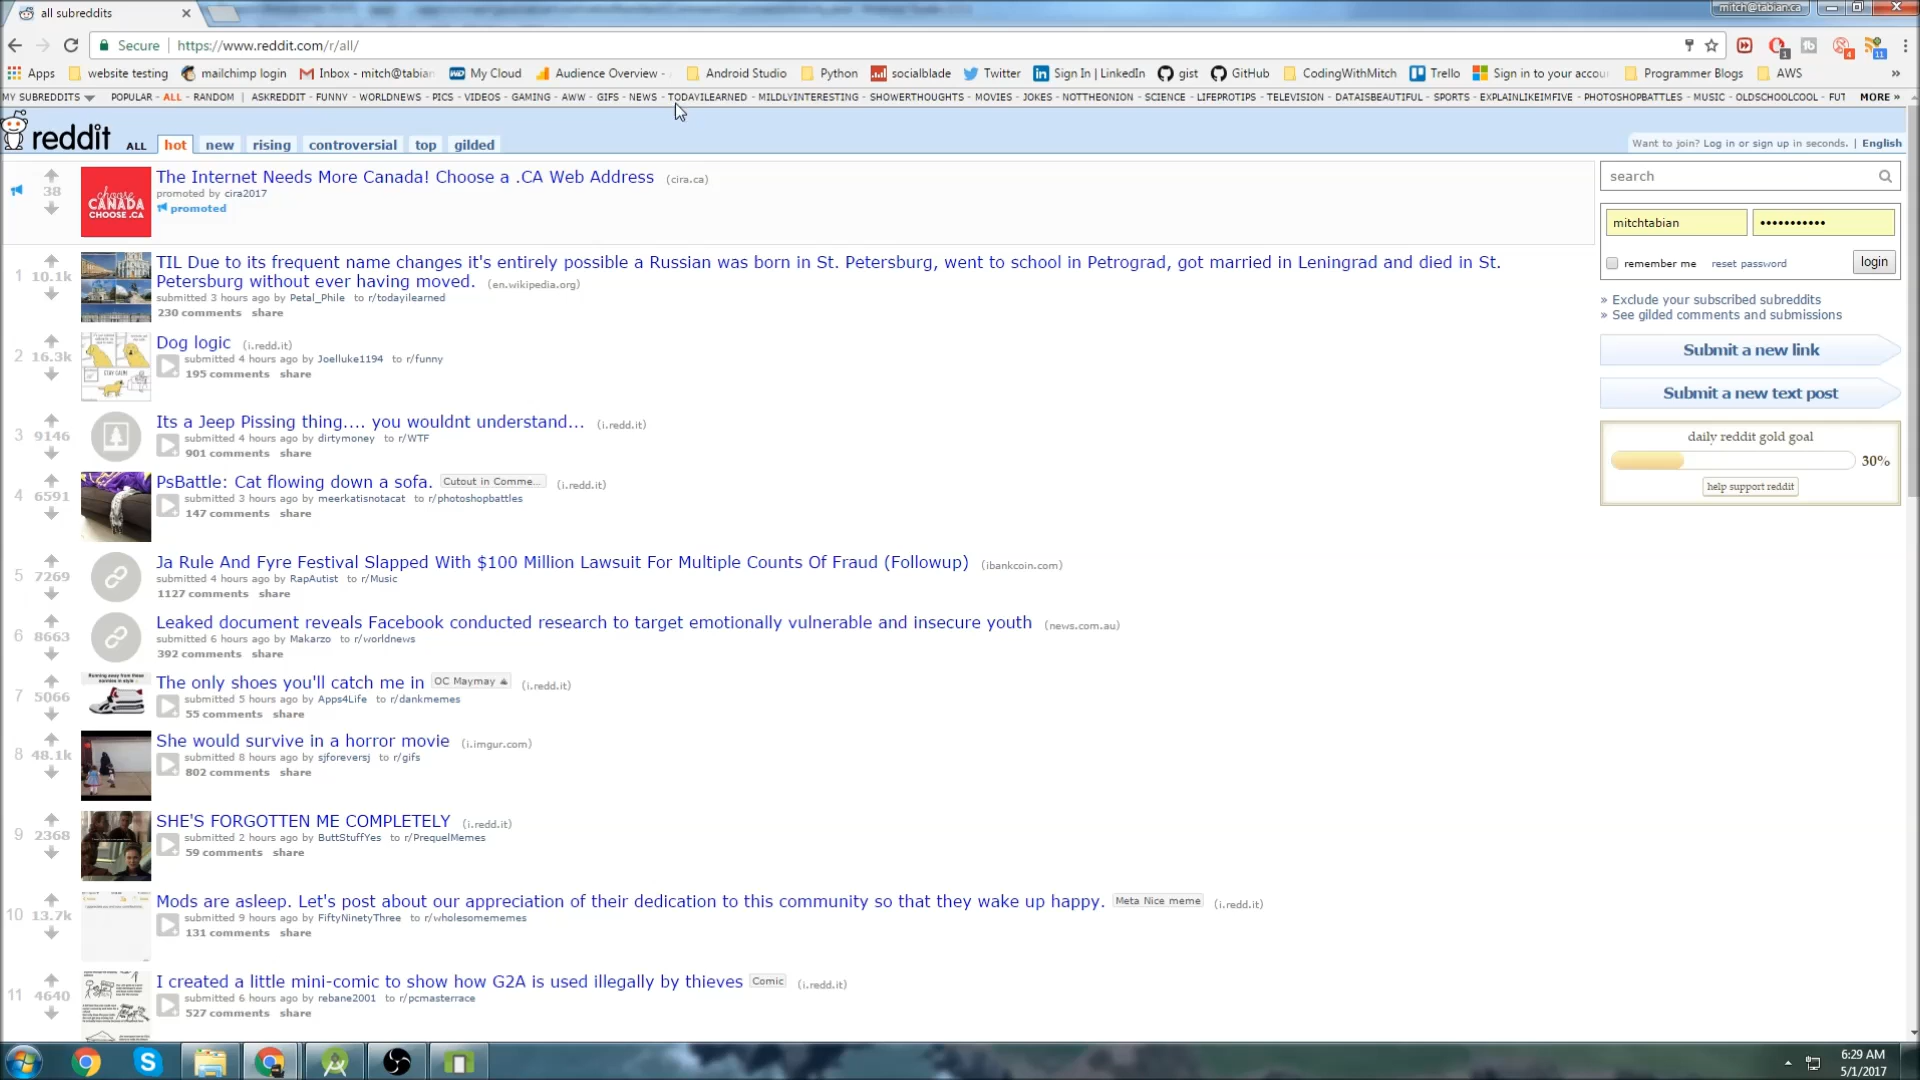 all subreddits
mitch@tabian.ca
Secure https://www.reddit.com/r/all/
1 4 11
Apps website testing mailchimp login Inbox - mitch@tabian My Cloud Audience Overview - Android Studio Python socialblade Twitter Sign In | LinkedIn gist GitHub CodingWithMitch Trello Sign in to your accou Programmer Blogs AWS »
MY SUBREDDITS POPULAR - ALL - RANDOM | ASKREDDIT - FUNNY - WORLDNEWS - PICS - VIDEOS - GAMING - AWW - GIFS - NEWS - TODAYILEARNED - MILDLYINTERESTING - SHOWERTHOUGHTS - MOVIES - JOKES - NOTTHEONION - SCIENCE - LIFEPROTIPS - TELEVISION - DATAISBEAUTIFUL - SPORTS - EXPLAINLIKEIMFIVE - PHOTOSHOPBATTLES - MUSIC - OLDSCHOOLCOOL - FUT MORE »
reddit ALL hot new rising controversial top gilded
Want to join? Log in or sign up in seconds. | English
38
choose CANADA CHOOSE .CA
The Internet Needs More Canada! Choose a .CA Web Address (cira.ca)
promoted by cira2017
promoted
1 10.1k
TIL Due to its frequent name changes it's entirely possible a Russian was born in St. Petersburg, went to school in Petrograd, got married in Leningrad and died in St.
Petersburg without ever having moved. (en.wikipedia.org)
submitted 3 hours ago by Petal_Phile to r/todayilearned
230 comments share
2 16.3k
STAY CALM!
Dog logic (i.redd.it)
submitted 4 hours ago by Joelluke1194 to r/funny
195 comments share
3 9146
Its a Jeep Pissing thing.... you wouldnt understand... (i.redd.it)
submitted 4 hours ago by dirtymoney to r/WTF
901 comments share
4 6591
PsBattle: Cat flowing down a sofa. Cutout in Comme... (i.redd.it)
submitted 3 hours ago by meerkatisnotacat to r/photoshopbattles
147 comments share
5 7269
Ja Rule And Fyre Festival Slapped With $100 Million Lawsuit For Multiple Counts Of Fraud (Followup) (ibankcoin.com)
submitted 4 hours ago by RapAutist to r/Music
1127 comments share
6 8663
Leaked document reveals Facebook conducted research to target emotionally vulnerable and insecure youth (news.com.au)
submitted 6 hours ago by Makarzo to r/worldnews
392 comments share
7 5066
The only shoes you'll catch me in OC Maymay (i.redd.it)
submitted 5 hours ago by Apps4Life to r/dankmemes
55 comments share
8 48.1k
She would survive in a horror movie (i.imgur.com)
submitted 8 hours ago by sjforeversj to r/gifs
802 comments share
9 2368
SHE'S FORGOTTEN ME COMPLETELY (i.redd.it)
submitted 2 hours ago by ButtStuffYes to r/PrequelMemes
59 comments share
10 13.7k
Mods are asleep. Let's post about our appreciation of their dedication to this community so that they wake up happy. Meta Nice meme (i.redd.it)
submitted 9 hours ago by FiftyNinetyThree to r/wholesomememes
131 comments share
11 4640
I created a little mini-comic to show how G2A is used illegally by thieves Comic (i.redd.it)
submitted 6 hours ago by rebane2001 to r/pcmasterrace
527 comments share
search
mitchtabian •••••••••••
remember me reset password login
» Exclude your subscribed subreddits
» See gilded comments and submissions
Submit a new link
Submit a new text post
daily reddit gold goal
30%
help support reddit
6:29 AM
5/1/2017